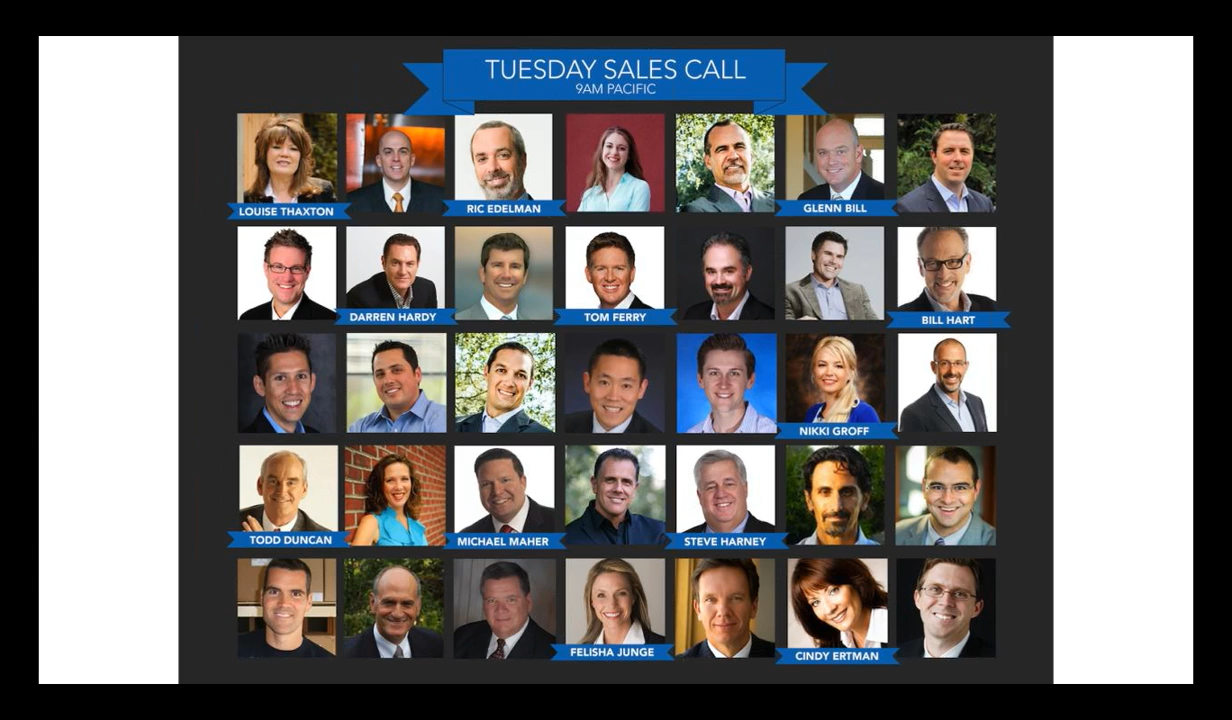 TUESDAY SALES CALL
9AM PACIFIC
LOUISE THAXTON
RIC EDELMAN
GLENN BILL
DARREN HARDY
TOM FERRY
BILL HART
NIKKI GROFF
TODD DUNCAN
MICHAEL MAHER
STEVE HARNEY
FELISHA JUNGE
CINDY ERTMAN